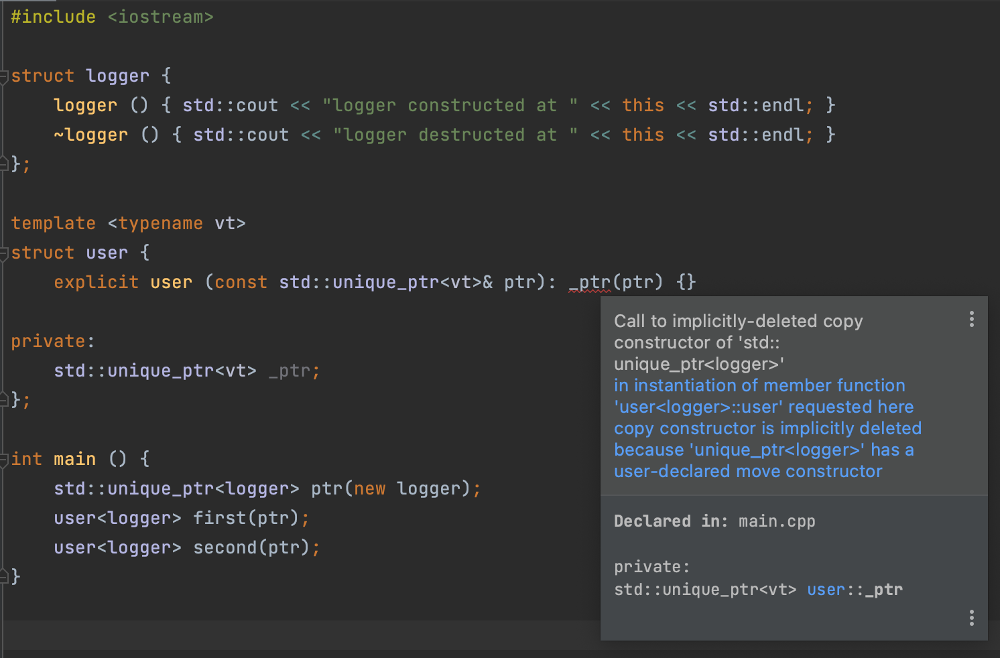 #include <iostream>
struct logger {
    logger () { std::cout << "logger constructed at " << this << std::endl; }
    ~logger () { std::cout << "logger destructed at " << this << std::endl; }
};
template <typename vt>
struct user {
    explicit user (const std::unique_ptr<vt>& ptr): _ptr(ptr) {}
private:
    std::unique_ptr<vt> _ptr;
};
int main () {
    std::unique_ptr<logger> ptr(new logger);
    user<logger> first(ptr);
    user<logger> second(ptr);
}
Call to implicitly-deleted copy
constructor of 'std::
unique_ptr<logger>'
in instantiation of member function
'user<logger>::user' requested here
copy constructor is implicitly deleted
because 'unique_ptr<logger>' has a
user-declared move constructor
Declared in: main.cpp
private:
std::unique_ptr<vt> user::_ptr